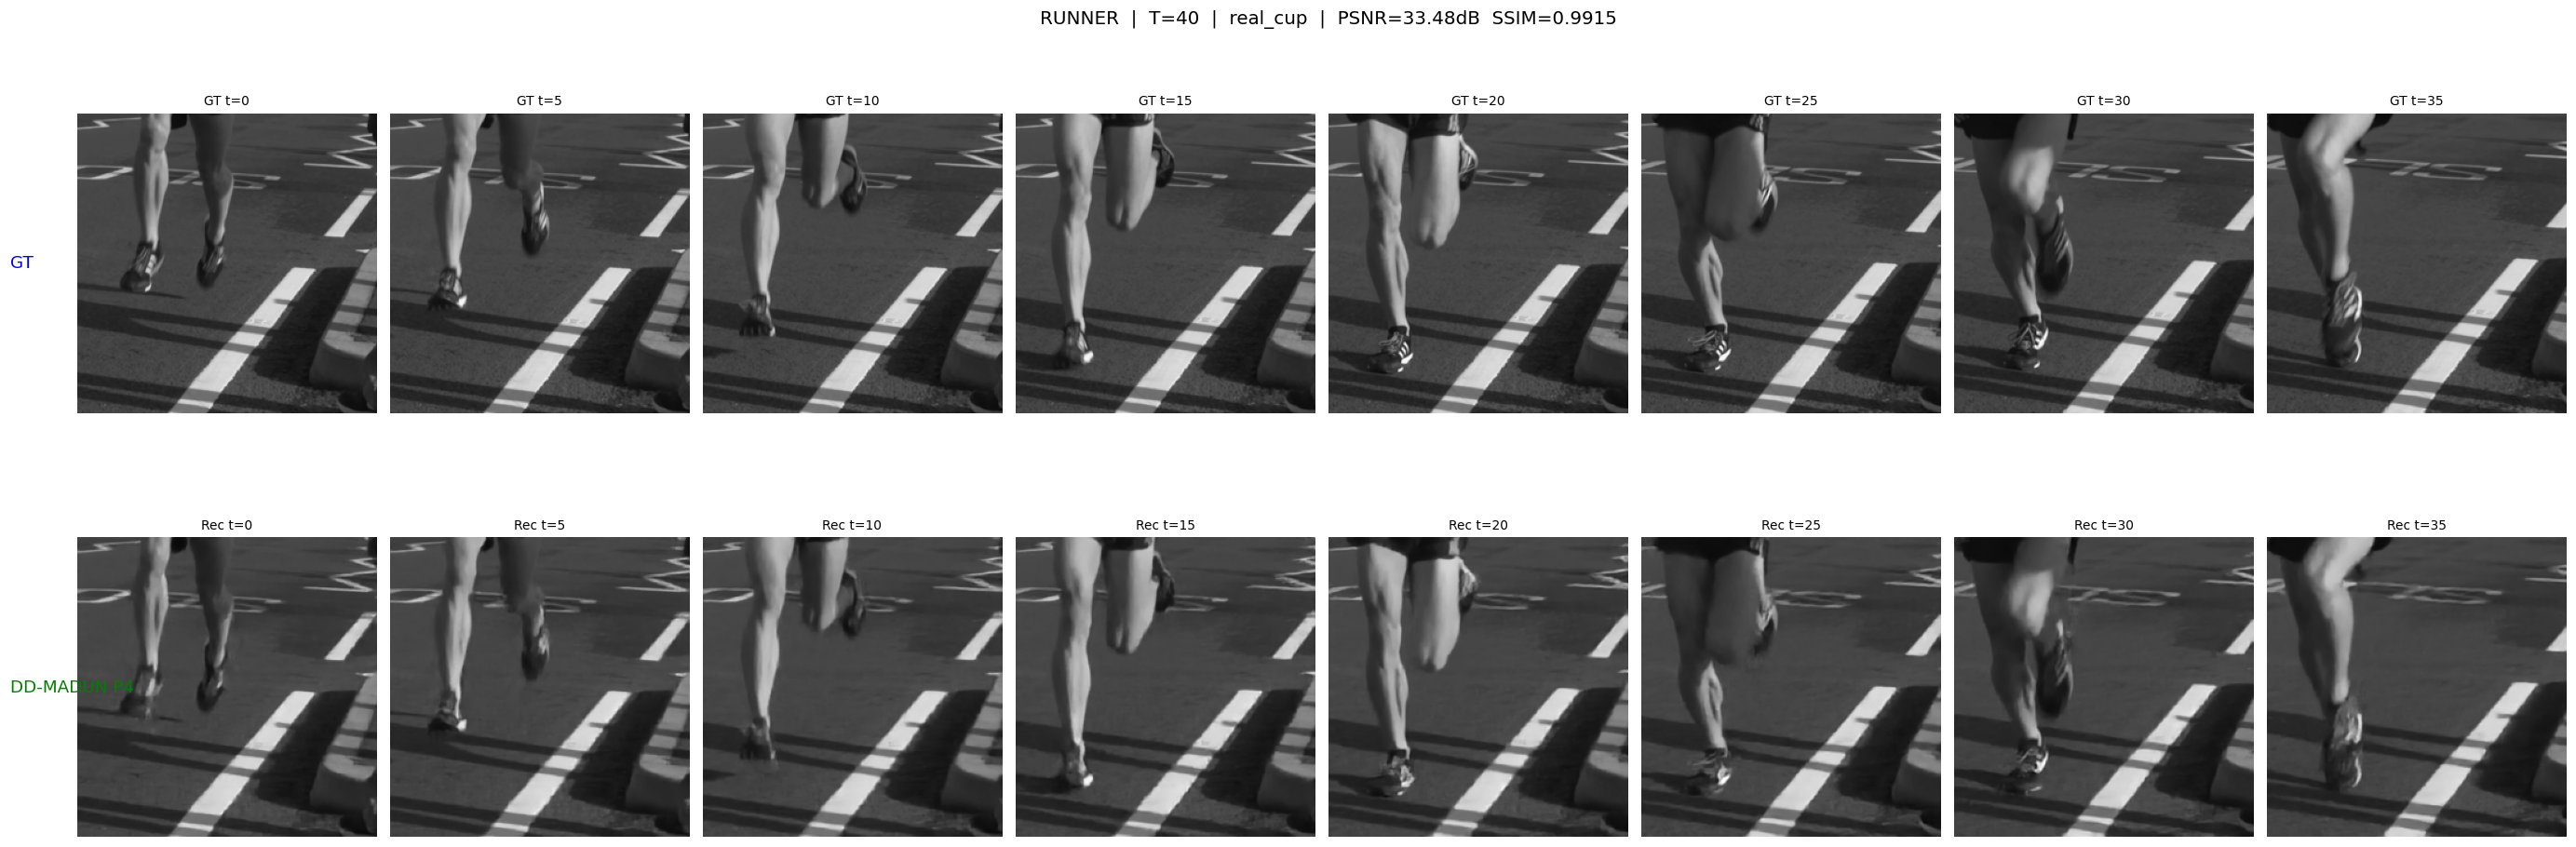 RUNNER | T=40 | real_cup | PSNR=33.48dB SSIM=0.9915
GT t=0 GT t=5 GT t=10 GT t=15 GT t=20 GT t=25 GT t=30 GT t=35
GT
Rec t=0 Rec t=5 Rec t=10 Rec t=15 Rec t=20 Rec t=25 Rec t=30 Rec t=35